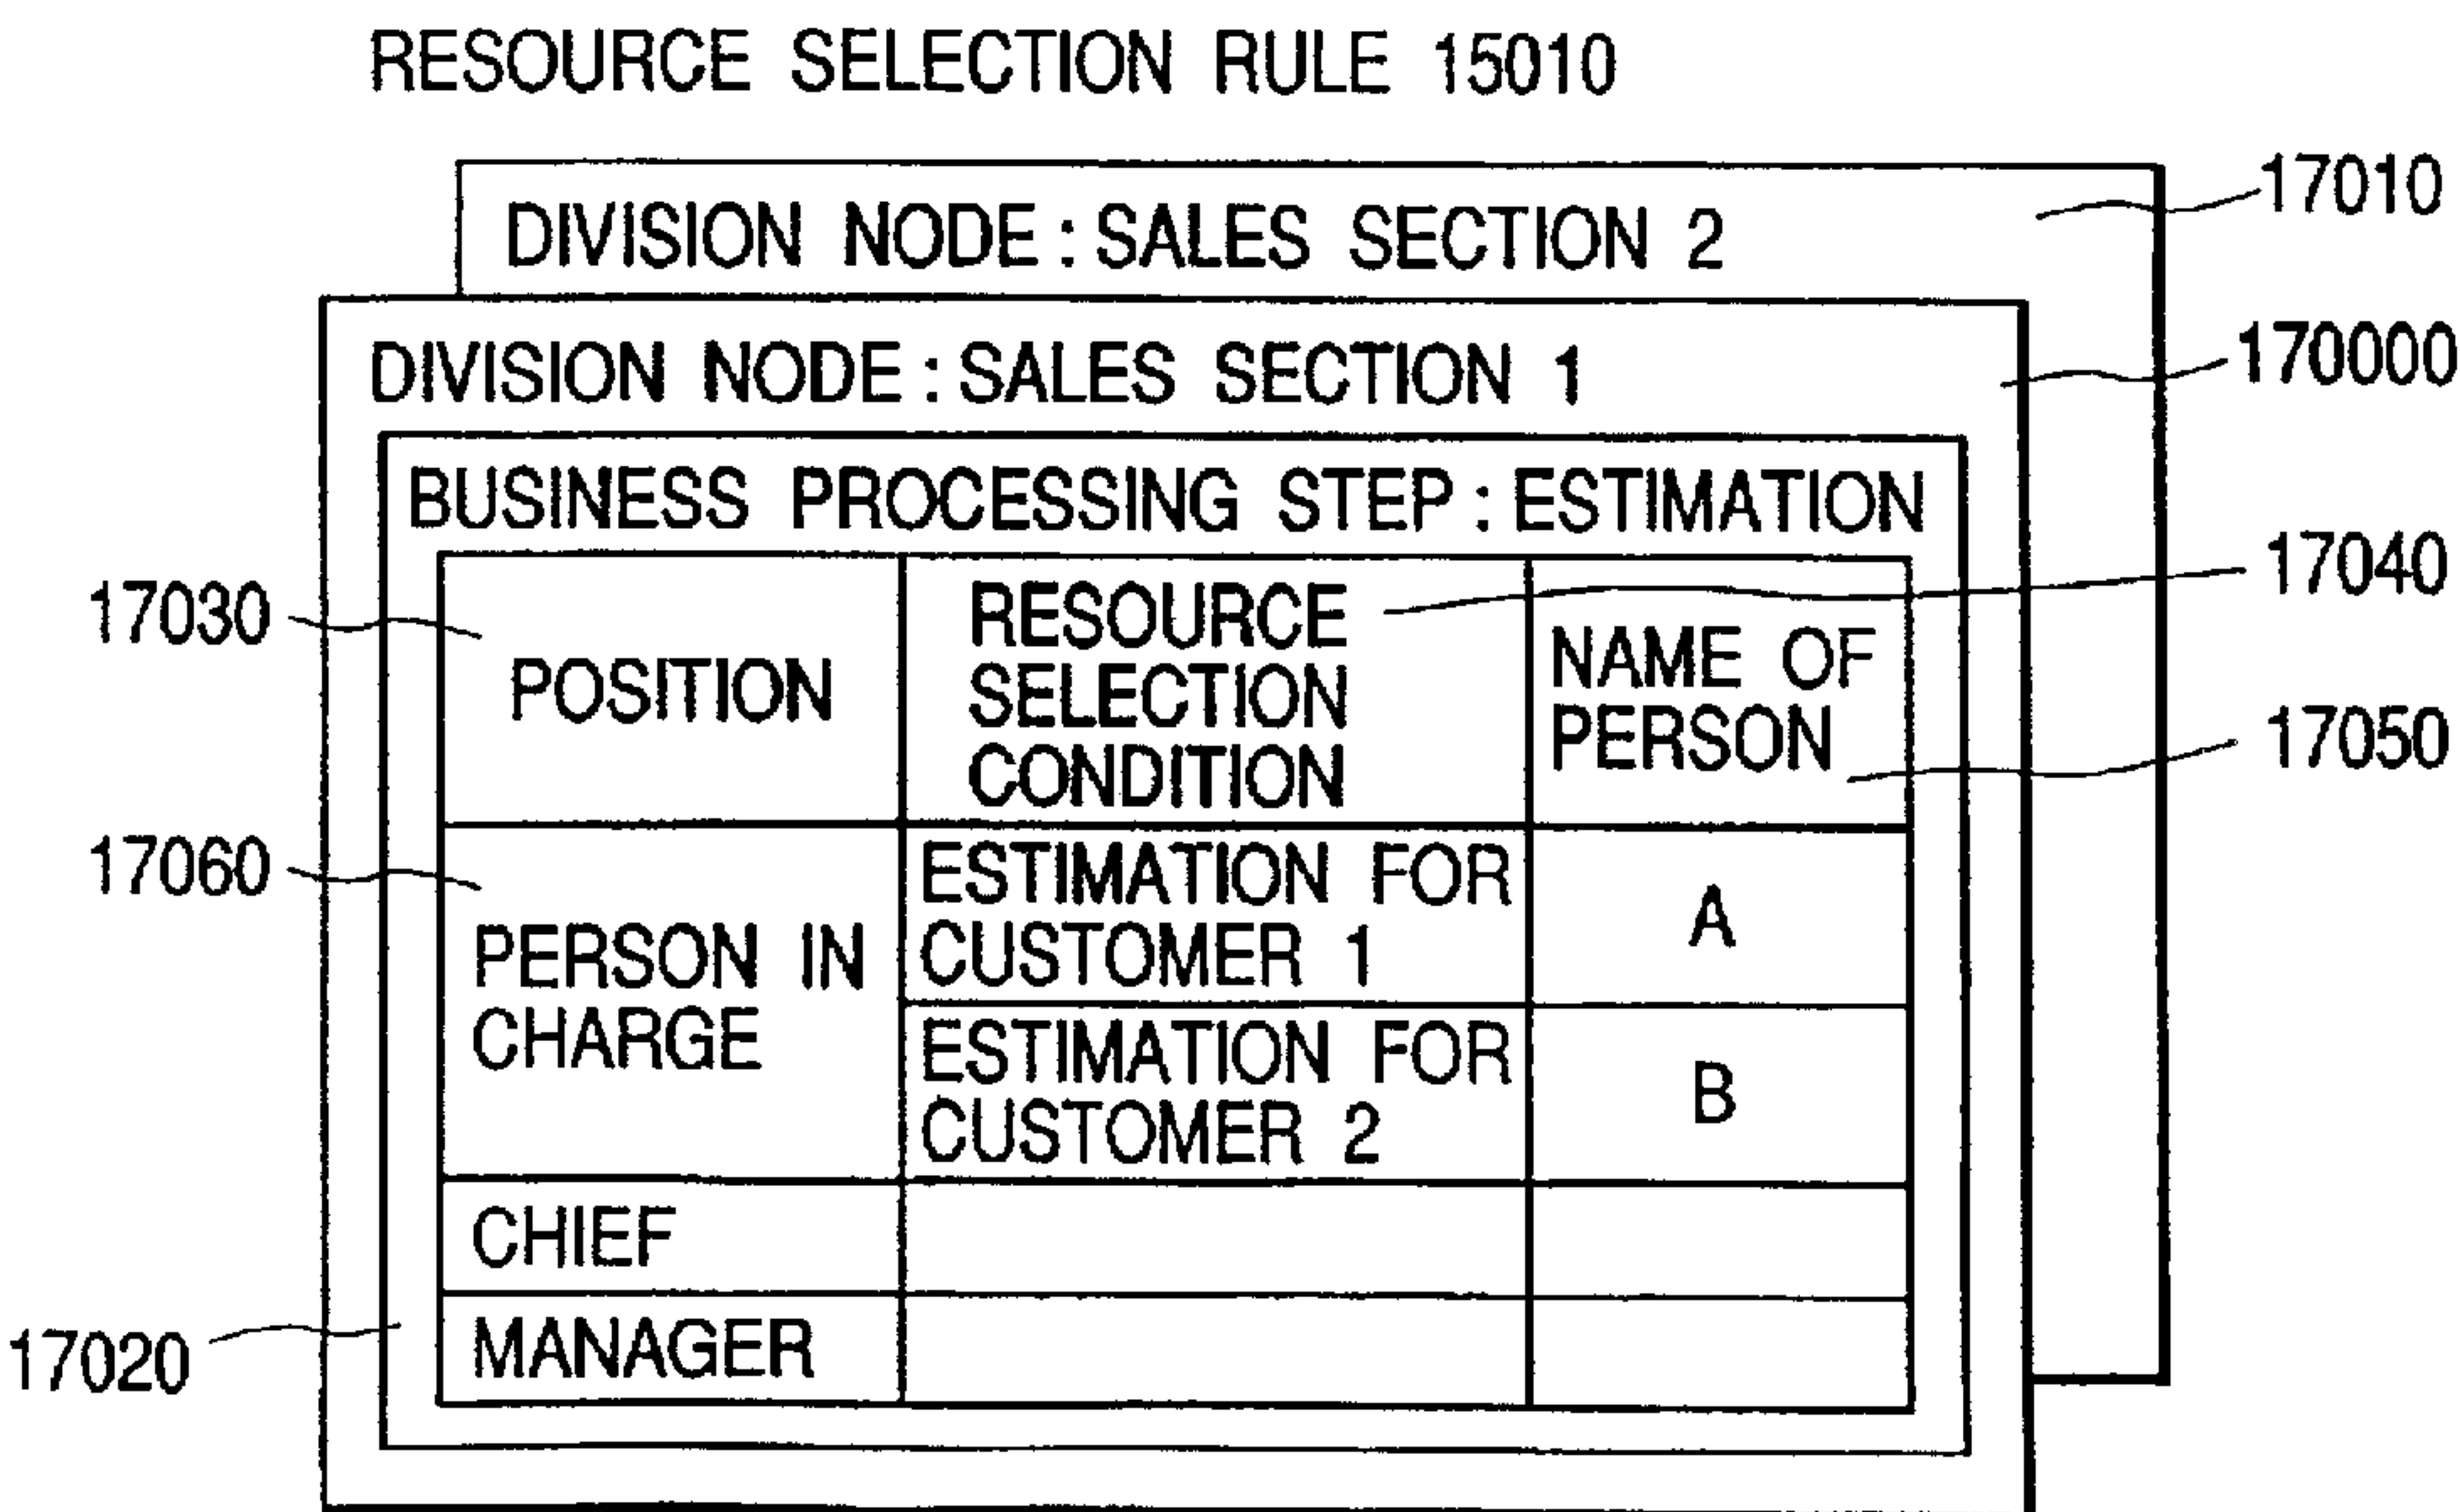 RESOURCE SELECTION RULE 15010
17010
DIVISION NODE : SALES SECTION 2
170000
DIVISION NODE : SALES SECTION 1
BUSINESS PROCESSING STEP : ESTIMATION
17030
17040
POSITION
RESOURCE
SELECTION
CONDITION
NAME OF
PERSON
17050
17060
PERSON IN
CHARGE
ESTIMATION FOR
CUSTOMER 1
A
ESTIMATION FOR
CUSTOMER 2
B
CHIEF
MANAGER
17020